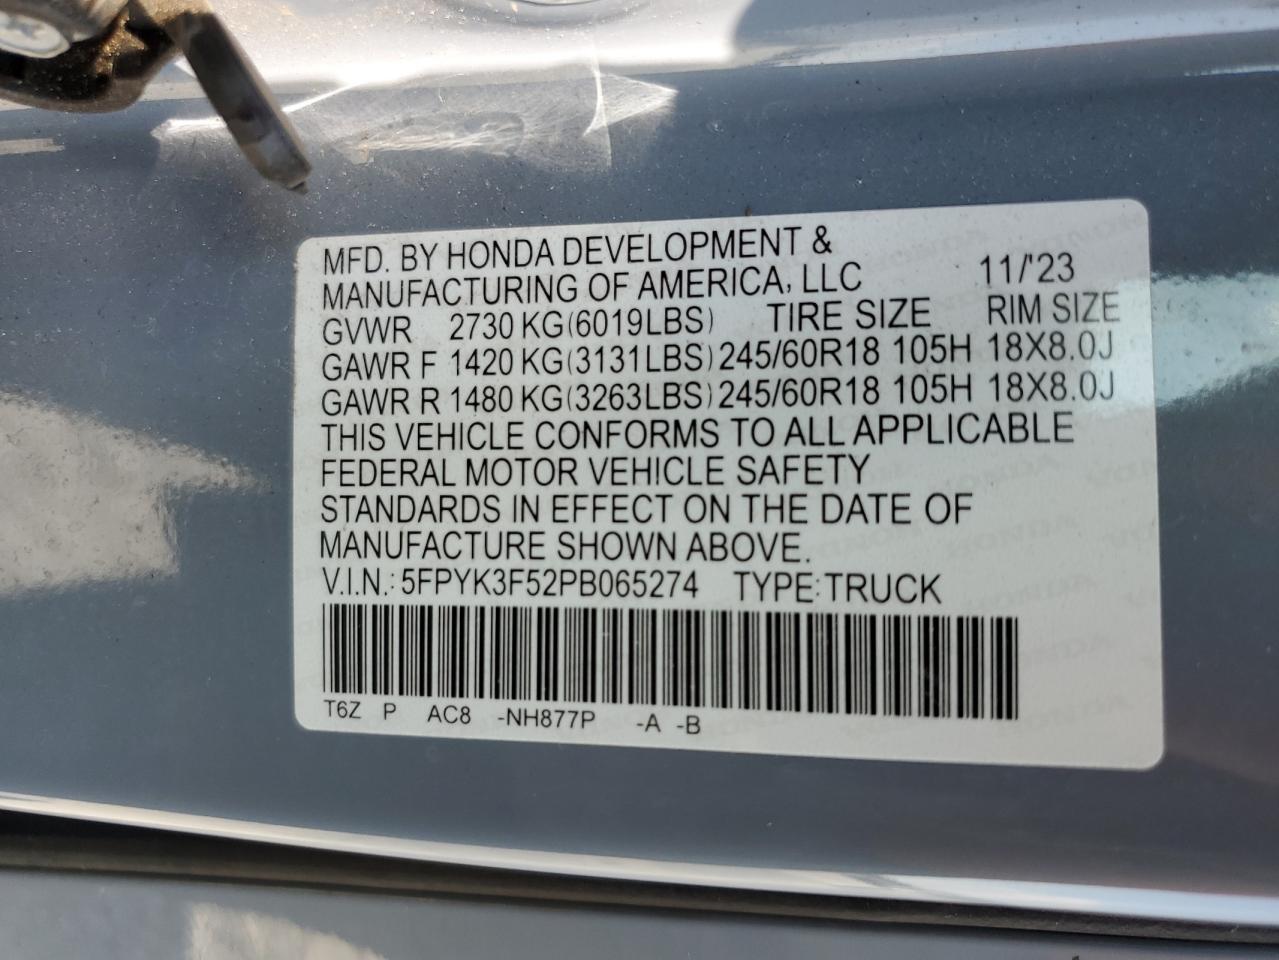 MFD. BY HONDA DEVELOPMENT &
MANUFACTURING OF AMERICA, LLC 11/'23
GVWR 2730 KG(6019LBS) TIRE SIZE RIM SIZE
GAWR F 1420 KG(3131LBS) 245/60R18 105H 18X8.0J
GAWR R 1480 KG(3263LBS) 245/60R18 105H 18X8.0J
THIS VEHICLE CONFORMS TO ALL APPLICABLE
FEDERAL MOTOR VEHICLE SAFETY
STANDARDS IN EFFECT ON THE DATE OF
MANUFACTURE SHOWN ABOVE.
V.I.N.: 5FPYK3F52PB065274 TYPE: TRUCK
T6Z P AC8 -NH877P -A -B